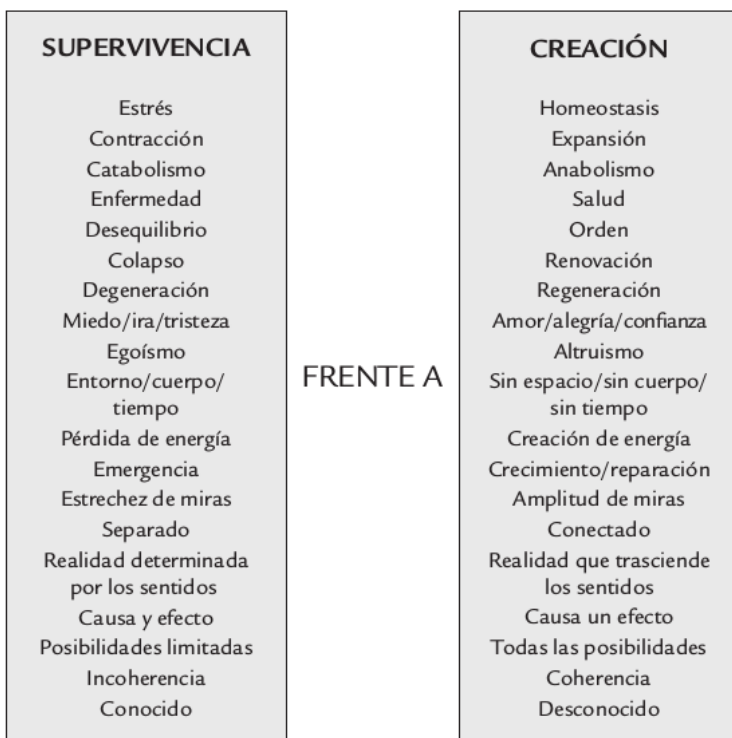 SUPERVIVENCIA
Estrés
Contracción
Catabolismo
Enfermedad
Desequilibrio
Colapso
Degeneración
Miedo/ira/tristeza
Egoísmo
Entorno/cuerpo/
tiempo
Pérdida de energía
Emergencia
Estrechez de miras
Separado
Realidad determinada
por los sentidos
Causa y efecto
Posibilidades limitadas
Incoherencia
Conocido
FRENTE A
CREACIÓN
Homeostasis
Expansión
Anabolismo
Salud
Orden
Renovación
Regeneración
Amor/alegría/confianza
Altruismo
Sin espacio/sin cuerpo/
sin tiempo
Creación de energía
Crecimiento/reparación
Amplitud de miras
Conectado
Realidad que trasciende
los sentidos
Causa un efecto
Todas las posibilidades
Coherencia
Desconocido